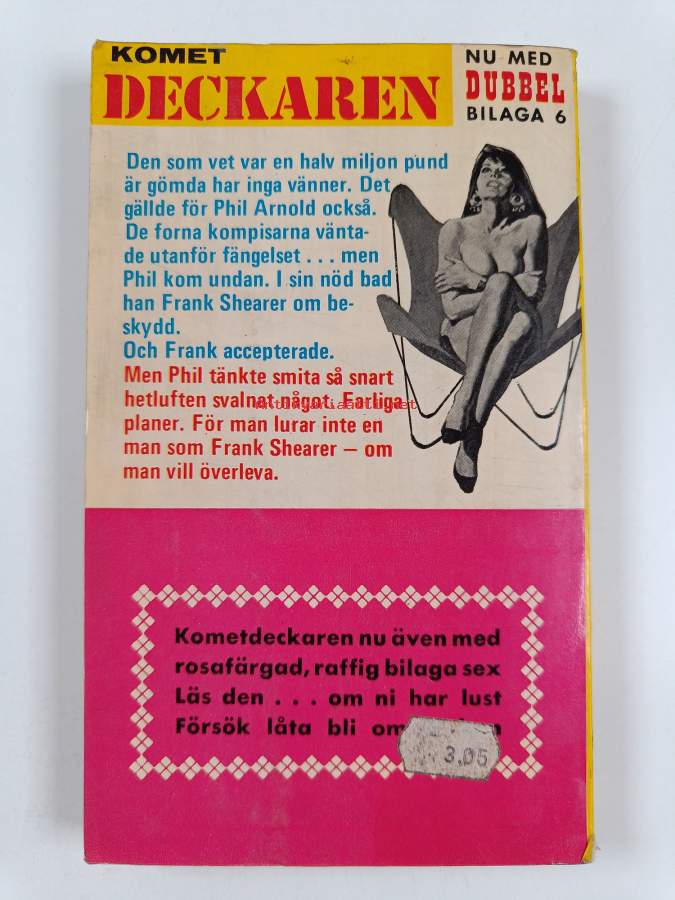 KOMET
DECKAREN
NU MED
DUBBEL
BILAGA 6
Den som vet var en halv miljon pund
är gömda har inga vänner. Det
gällde för Phil Arnold också.
De forna kompisarna vänta-
de utanför fängelset . . . men
Phil kom undan. I sin nöd bad
han Frank Shearer om be-
skydd.
Och Frank accepterade.
Men Phil tänkte smita så snart
hetluften svalnat något. Farliga
planer. För man lurar inte en
man som Frank Shearer – om
man vill överleva.
Kometdeckaren nu även med
rosafärgad, raffig bilaga sex
Läs den . . . om ni har lust
Försök låta bli om
3.05